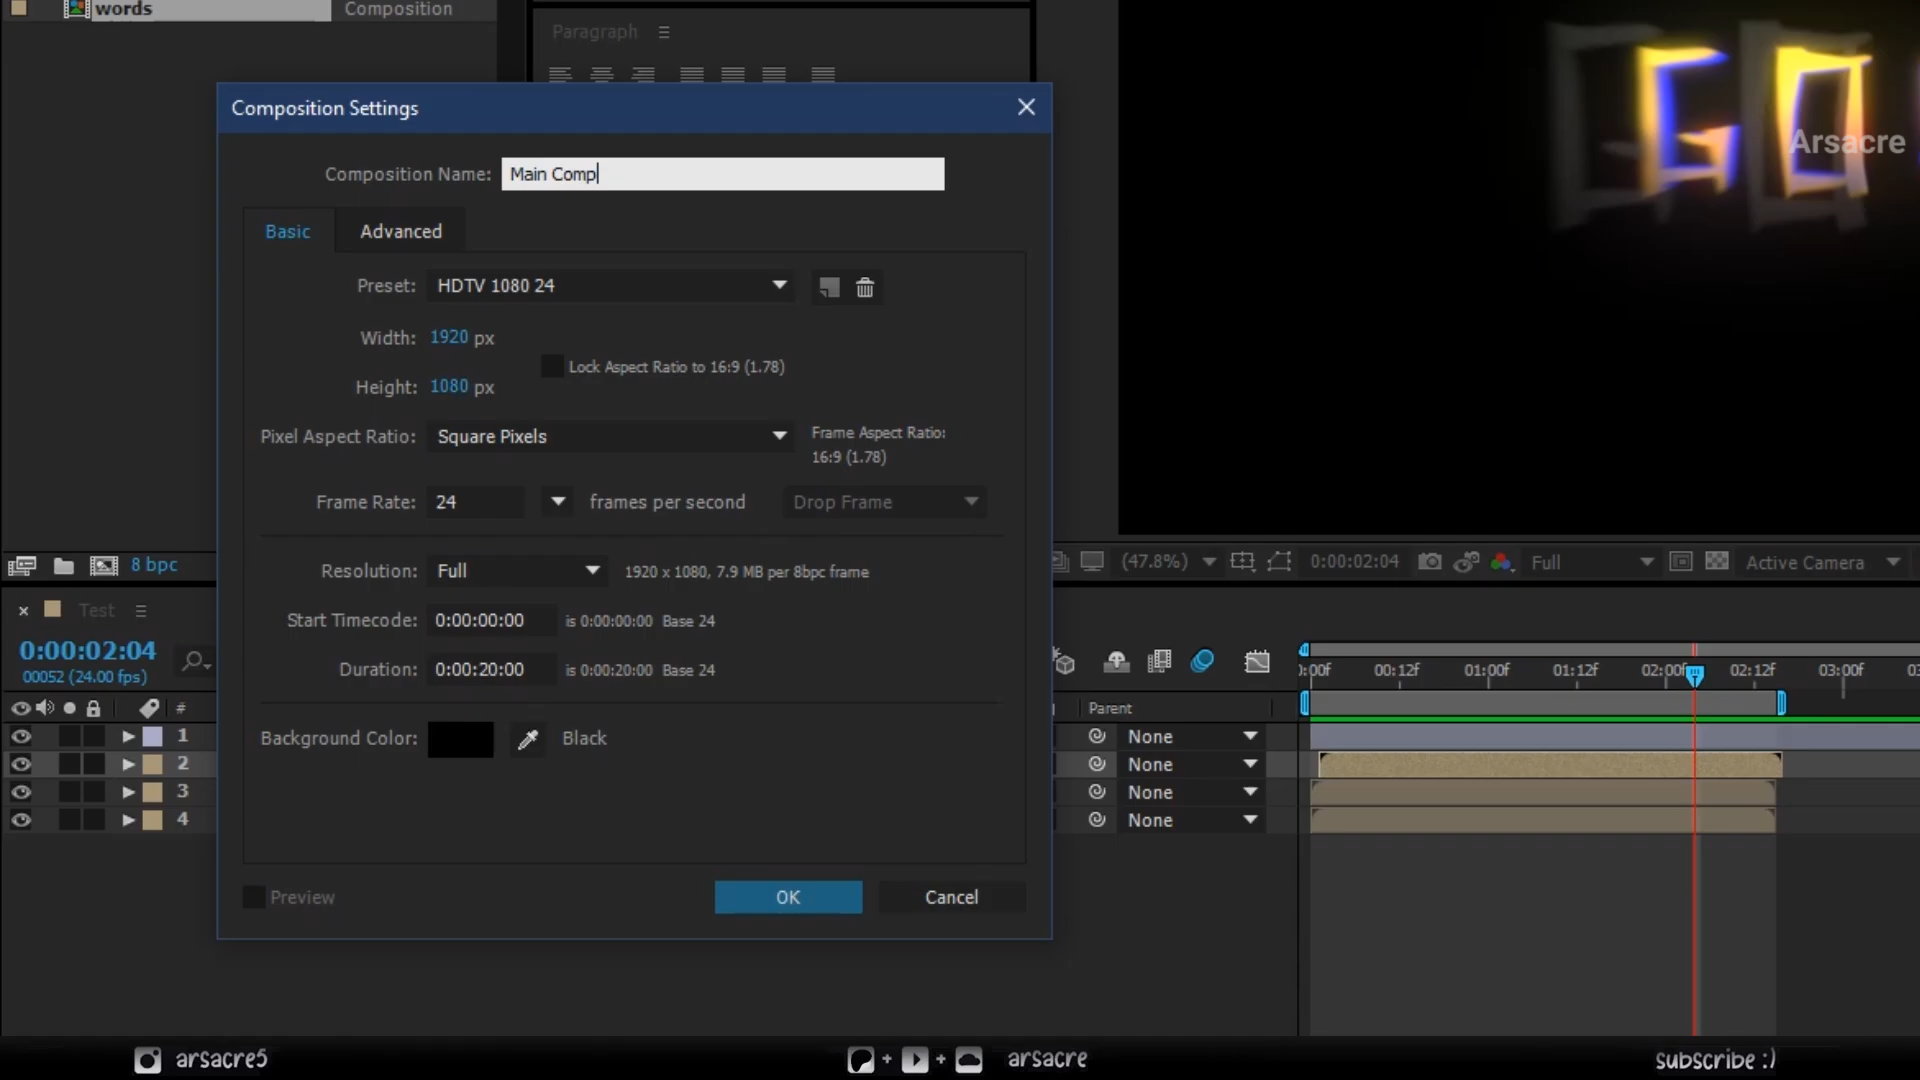 words Composition
Paragraph
Composition Settings
Composition Name: Main Comp
Basic Advanced
Preset: HDTV 1080 24
Width: 1920 px
Lock Aspect Ratio to 16:9 (1.78)
Height: 1080 px
Pixel Aspect Ratio: Square Pixels
Frame Aspect Ratio:
16:9 (1.78)
Frame Rate: 24 frames per second Drop Frame
Resolution: Full 1920 x 1080, 7.9 MB per 8bpc frame
Start Timecode: 0:00:00:00 is 0:00:00:00 Base 24
Duration: 0:00:20:00 is 0:00:20:00 Base 24
Background Color: Black
Preview OK Cancel
GO
Arsacre
8 bpc
(47.8%) 0:00:02:04 Full Active Camera
Test
0:00:02:04
00052 (24.00 fps)
:00f 00:12f 01:00f 01:12f 02:00f 02:12f 03:00f
# Parent
1 None
2 None
3 None
4 None
arsacre5 + + arsacre subscribe :)